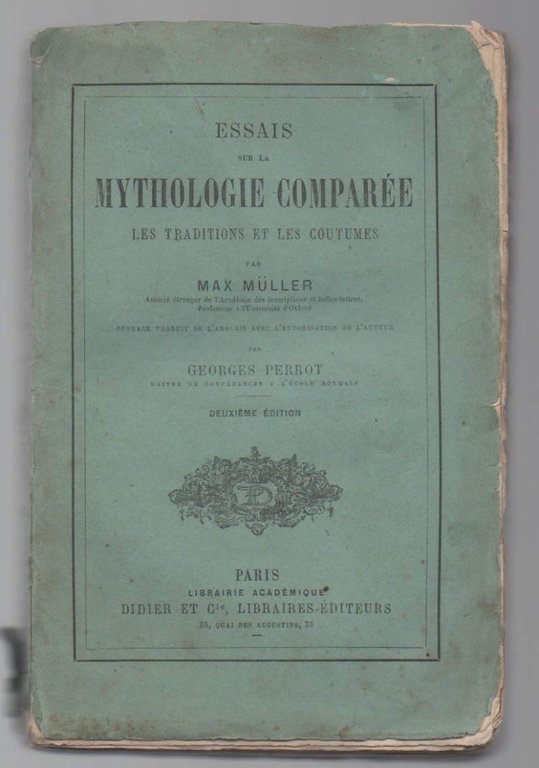 ESSAIS
SUR LA
MYTHOLOGIE COMPARÉE
LES TRADITIONS ET LES COUTUMES
PAR
MAX MÜLLER
Associé étranger de l'Académie des inscriptions et belles-lettres,
Professeur à l'Université d'Oxford
OUVRAGE TRADUIT DE L'ANGLAIS AVEC L'AUTORISATION DE L'AUTEUR
PAR
GEORGES PERROT
MAITRE DE CONFÉRENCES A L'ÉCOLE NORMALE
DEUXIÈME ÉDITION
PARIS
LIBRAIRIE ACADÉMIQUE
DIDIER ET Cie, LIBRAIRES-ÉDITEURS
35, QUAI DES AUGUSTINS, 35